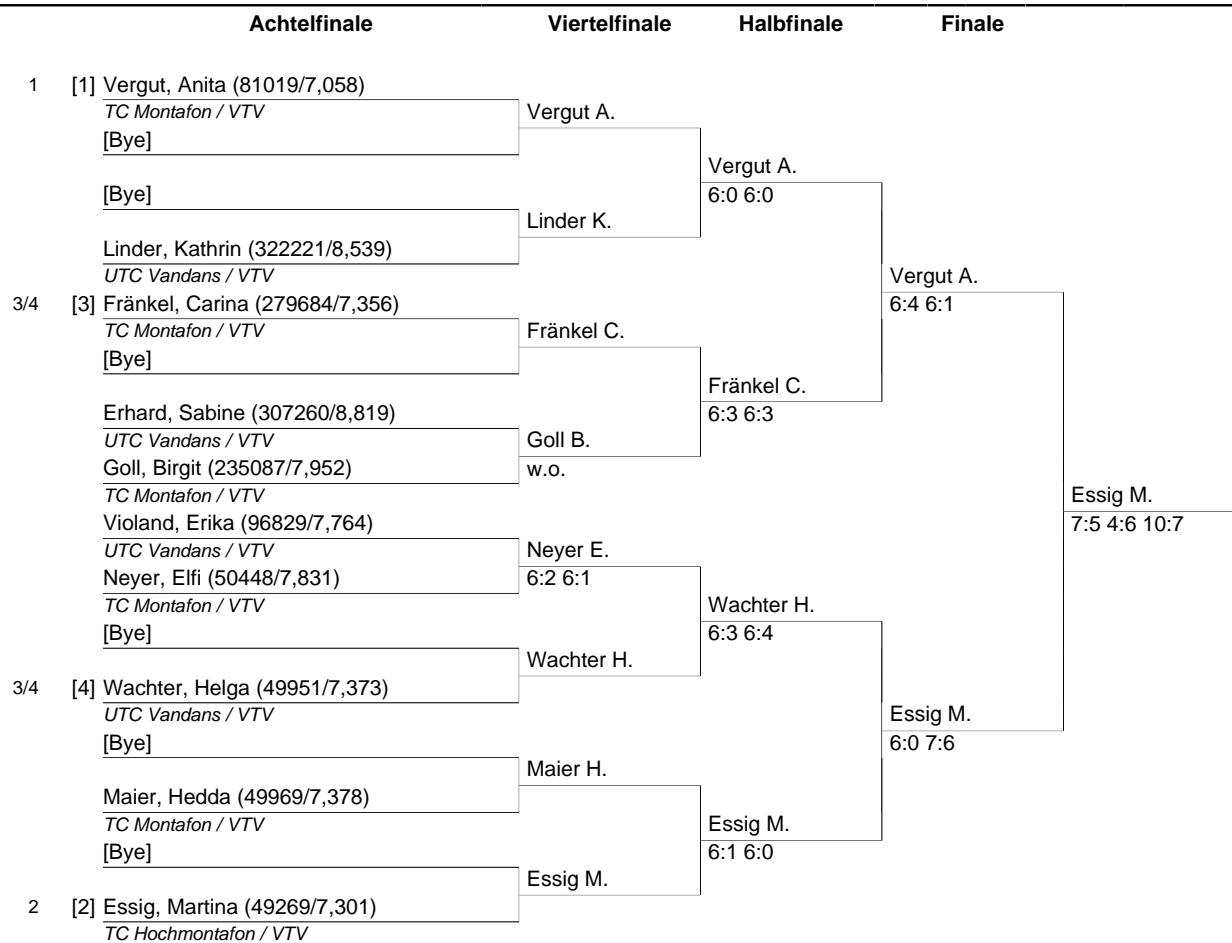 Achtelfinale Viertelfinale Halbfinale Finale
1 [1] Vergut, Anita (81019/7,058)
TC Montafon / VTV
Vergut A.
[Bye]
Vergut A.
[Bye]
6:0 6:0
Linder K.
Linder, Kathrin (322221/8,539)
UTC Vandans / VTV
Vergut A.
3/4 [3] Fränkel, Carina (279684/7,356)
6:4 6:1
TC Montafon / VTV
Fränkel C.
[Bye]
Fränkel C.
Erhard, Sabine (307260/8,819)
6:3 6:3
UTC Vandans / VTV
Goll B.
Goll, Birgit (235087/7,952)
w.o.
TC Montafon / VTV
Essig M.
Violand, Erika (96829/7,764)
7:5 4:6 10:7
UTC Vandans / VTV
Neyer E.
Neyer, Elfi (50448/7,831)
6:2 6:1
TC Montafon / VTV
Wachter H.
[Bye]
6:3 6:4
Wachter H.
3/4 [4] Wachter, Helga (49951/7,373)
UTC Vandans / VTV
Essig M.
[Bye]
6:0 7:6
Maier H.
Maier, Hedda (49969/7,378)
TC Montafon / VTV
Essig M.
[Bye]
6:1 6:0
Essig M.
2 [2] Essig, Martina (49269/7,301)
TC Hochmontafon / VTV